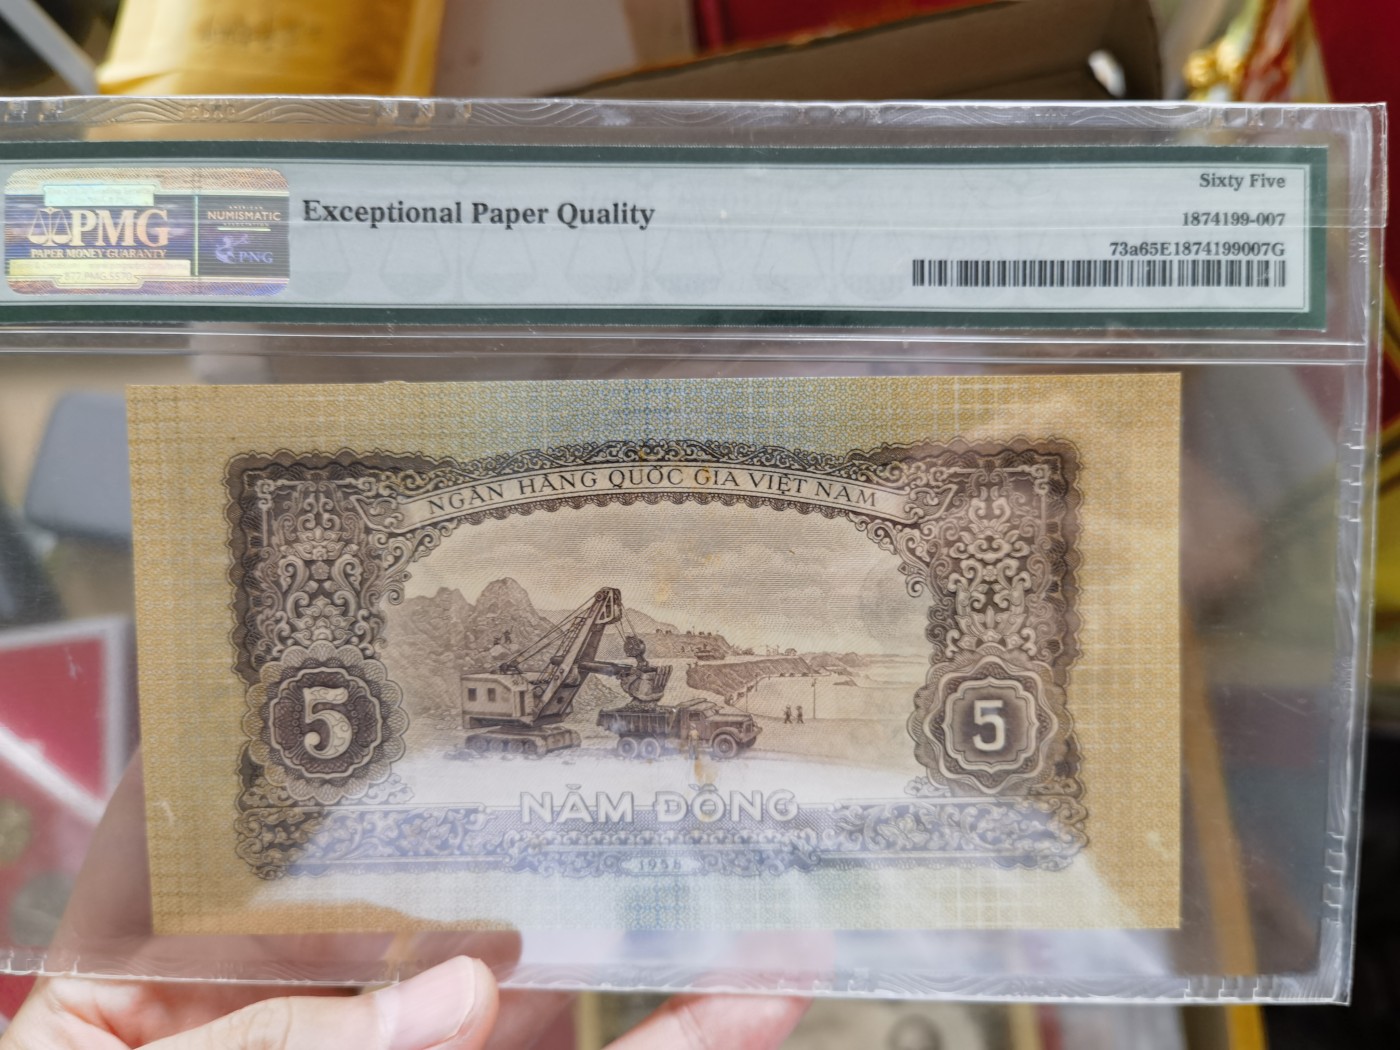 PMG
PAPER MONEY GUARANTY
AMERICAN
NUMISMATIC
PNG
Exceptional Paper Quality
Sixty Five
1874199-007
73a65E1874199007G
NGÂN HÀNG QUỐC GIA VIỆT NAM
5
5
NĂM ĐỒNG
1958